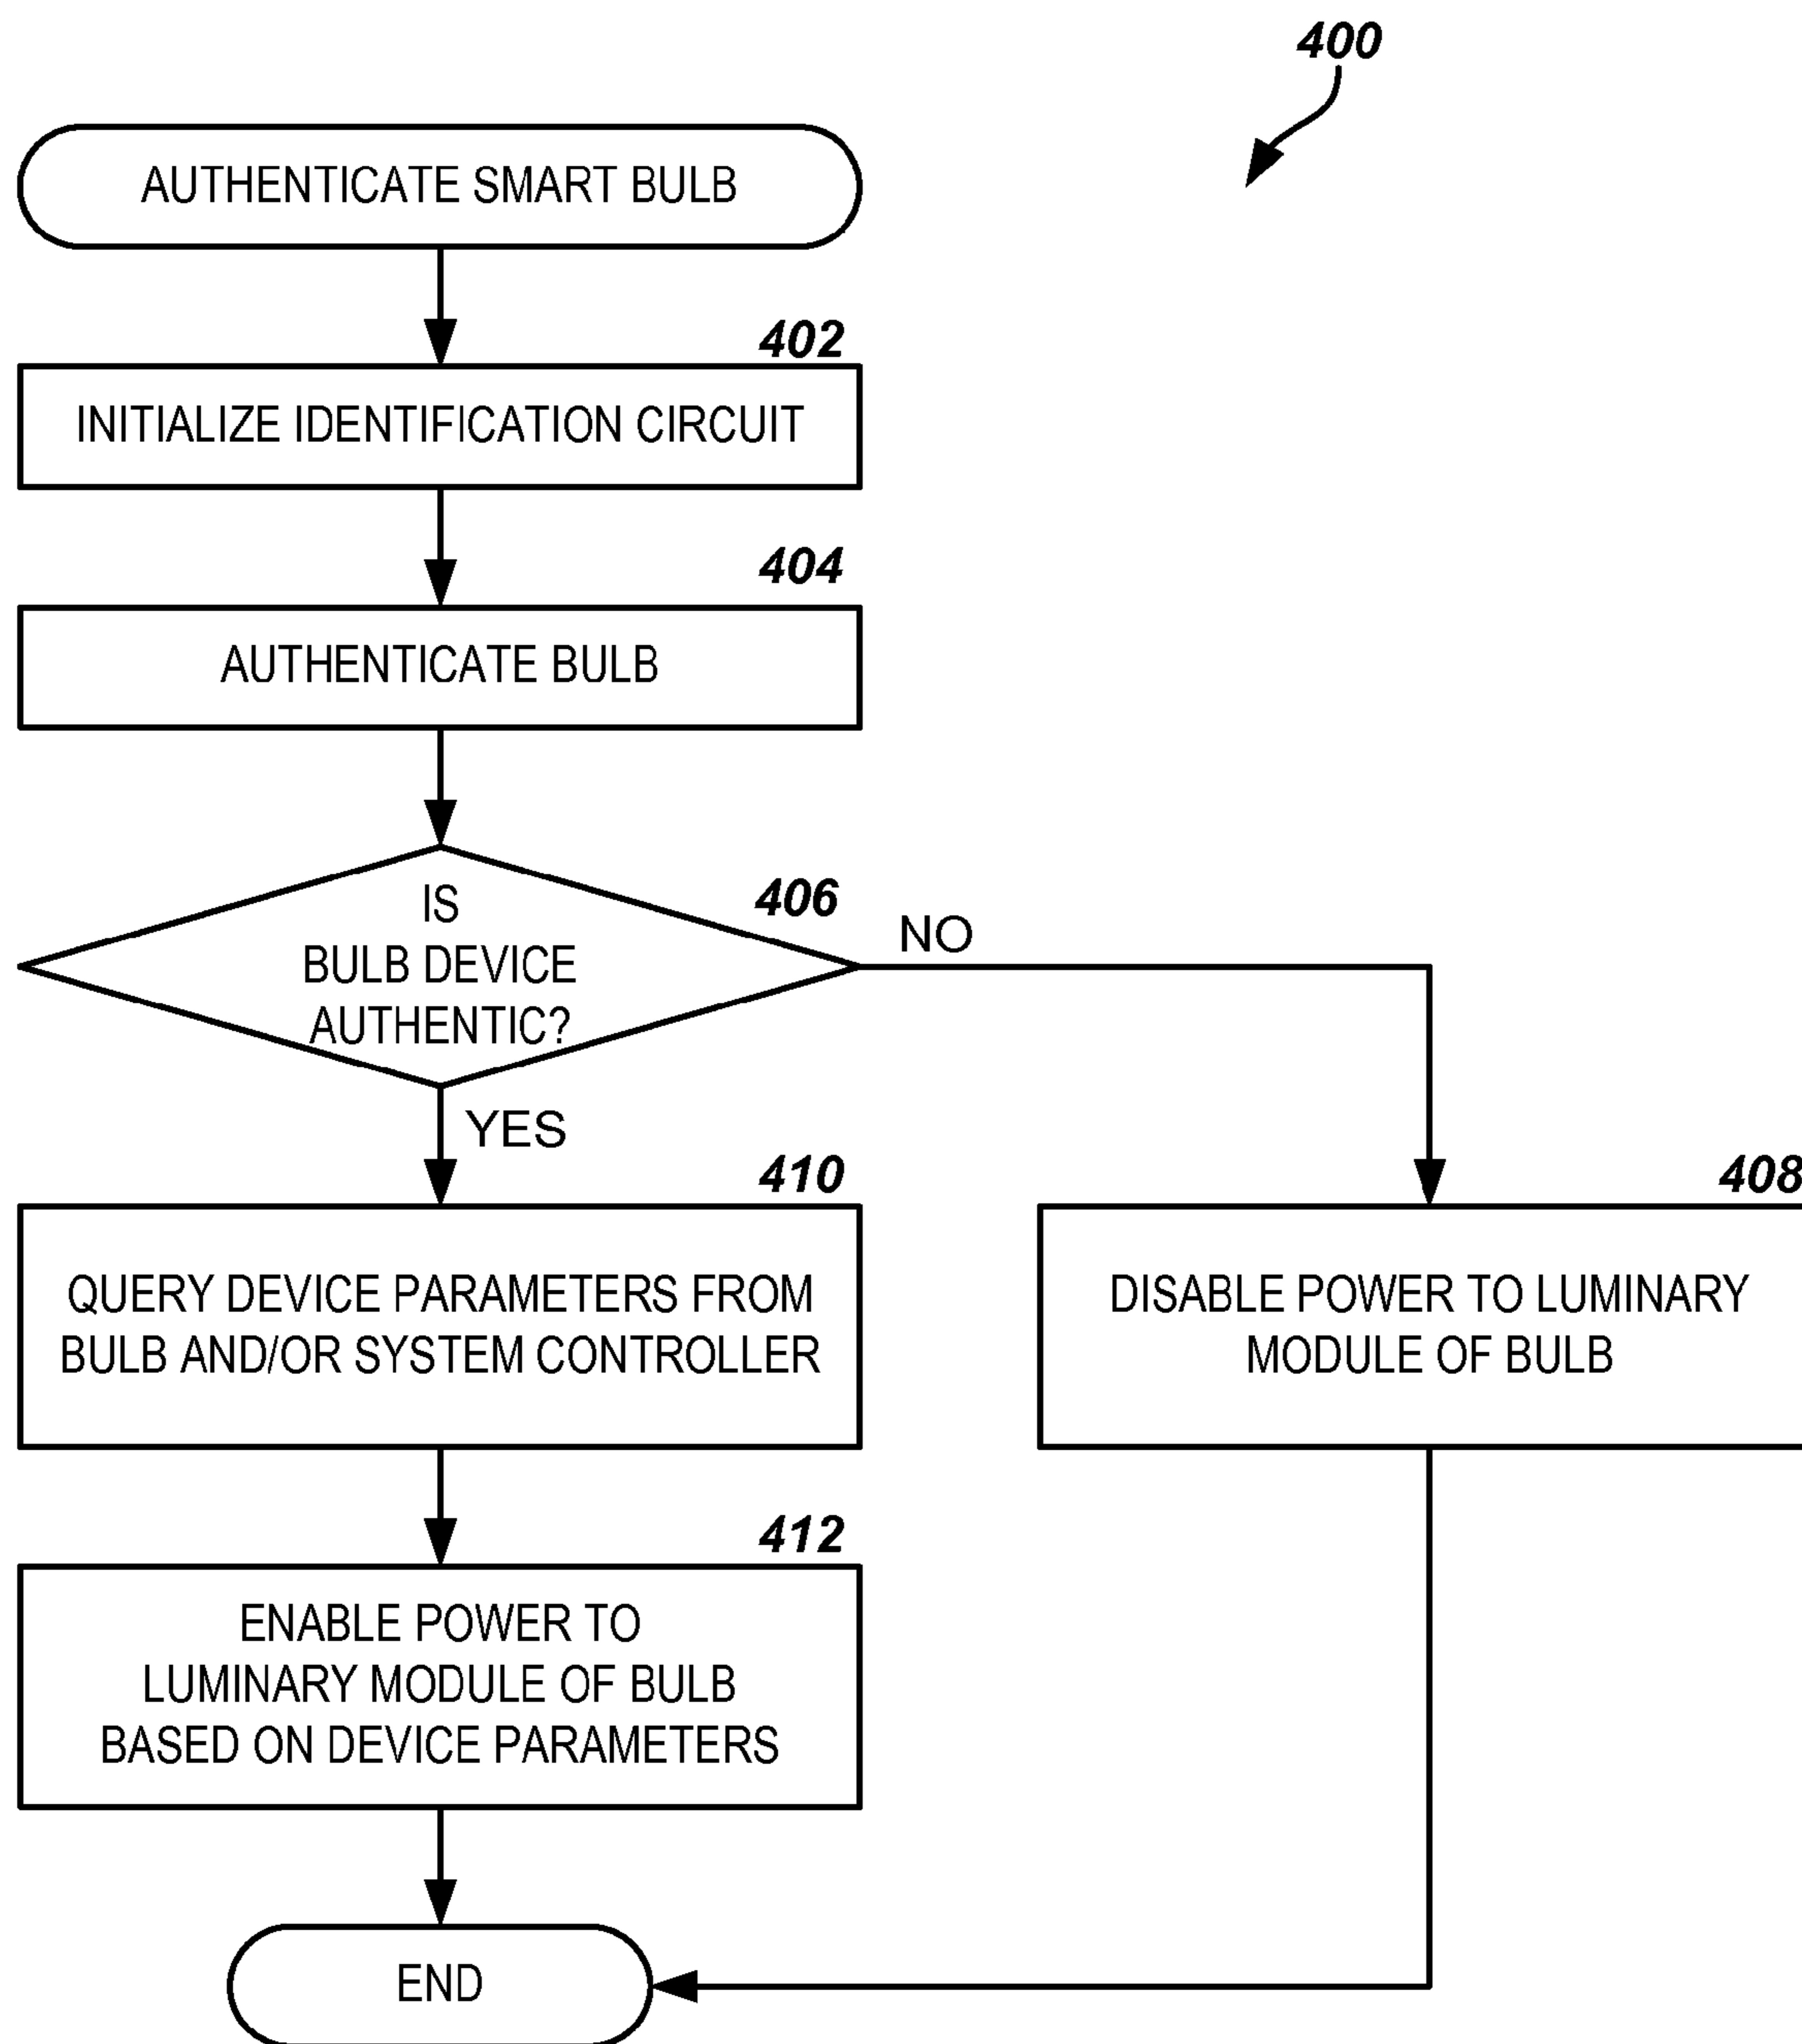 400
AUTHENTICATE SMART BULB
402
INITIALIZE IDENTIFICATION CIRCUIT
404
AUTHENTICATE BULB
406
IS
BULB DEVICE
AUTHENTIC?
NO
YES
410
QUERY DEVICE PARAMETERS FROM
BULB AND/OR SYSTEM CONTROLLER
408
DISABLE POWER TO LUMINARY
MODULE OF BULB
412
ENABLE POWER TO
LUMINARY MODULE OF BULB
BASED ON DEVICE PARAMETERS
END